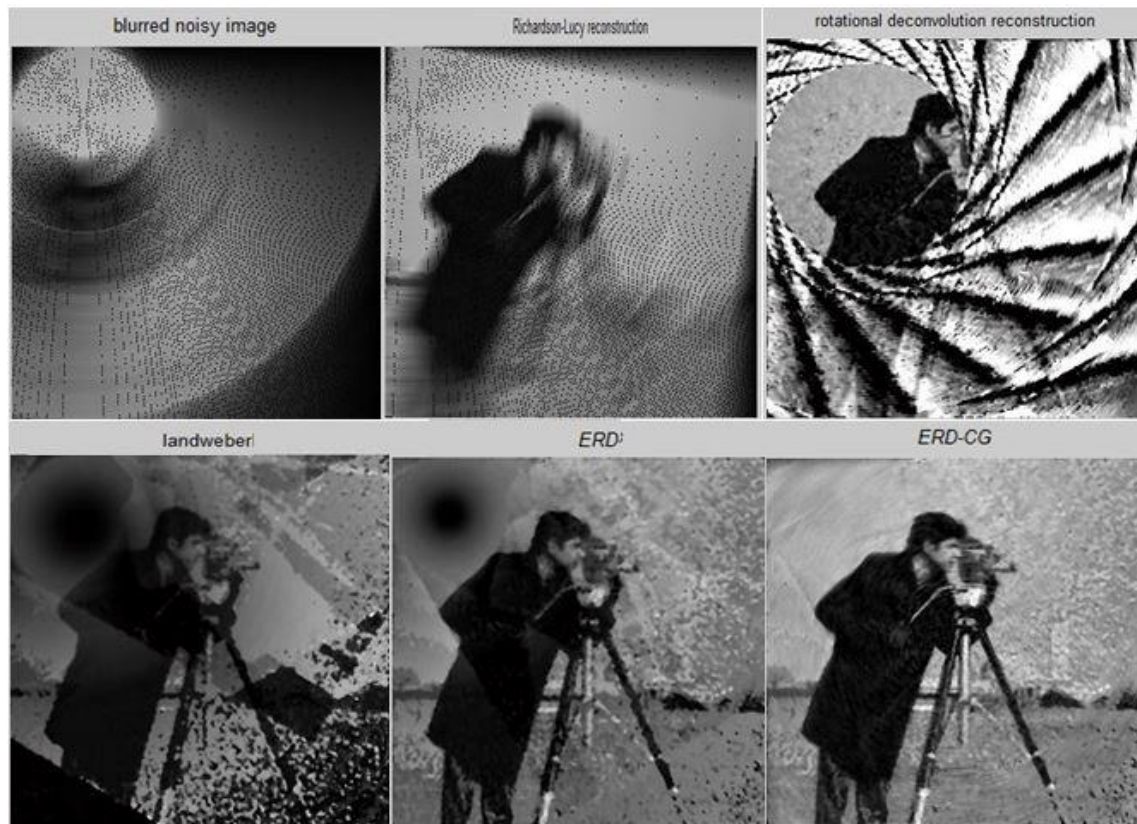 blurred noisy image
Richardson-Lucy reconstruction
rotational deconvolution reconstruction
landweber
ERD
ERD-CG